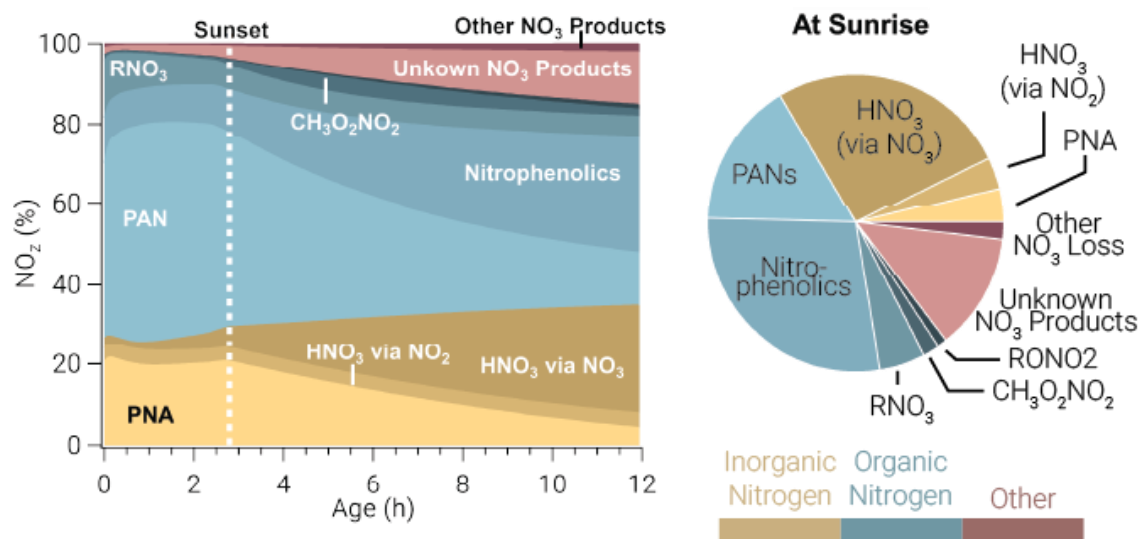 Other NO₃ Products
Sunset
At Sunrise
100
80
60
40
20
0
NO_Z (%)
RNO₃
Unkown NO₃ Products
CH₃O₂NO₂
Nitrophenolics
PAN
HNO₃ via NO₂
HNO₃ via NO₃
PNA
0 2 4 6 8 10 12
Age (h)
HNO₃
(via NO₂)
PNA
HNO₃
(via NO₃)
PANs
Other
NO₃ Loss
Nitro-
phenolics
Unknown
NO₃ Products
RONO2
CH₃O₂NO₂
RNO₃
Inorganic
Nitrogen
Organic
Nitrogen
Other